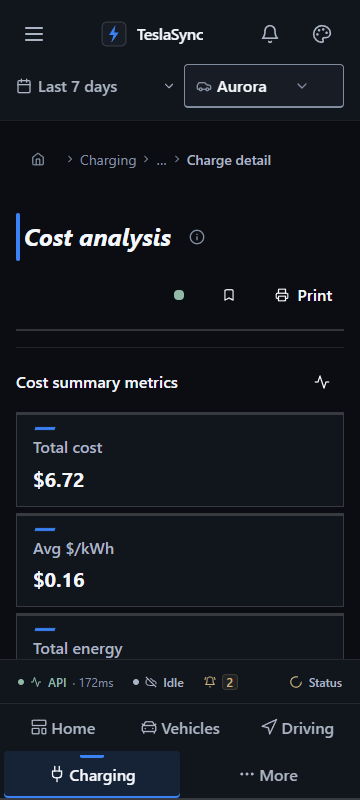 TeslaSync
Last 7 days
Aurora
Charging ... Charge detail
Cost analysis
Print
Cost summary metrics
Total cost
$6.72
Avg $/kWh
$0.16
Total energy
API · 172ms Idle 2 Status
Home Vehicles Driving
Charging More